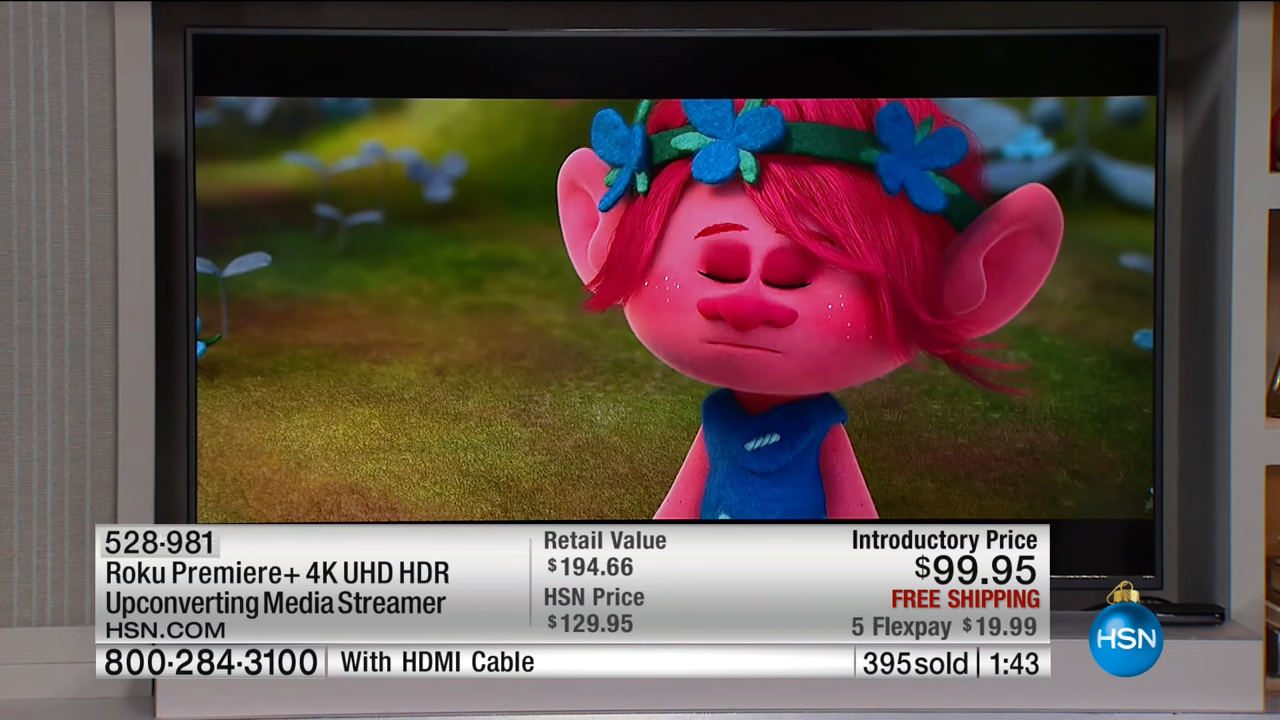 528-981
Roku Premiere+ 4K UHD HDR
Upconverting Media Streamer
HSN.COM
Retail Value
$194.66
HSN Price
$129.95
Introductory Price
$99.95
FREE SHIPPING
5 Flexpay $19.99
HSN
800·284·3100
With HDMI Cable
395sold
1:43